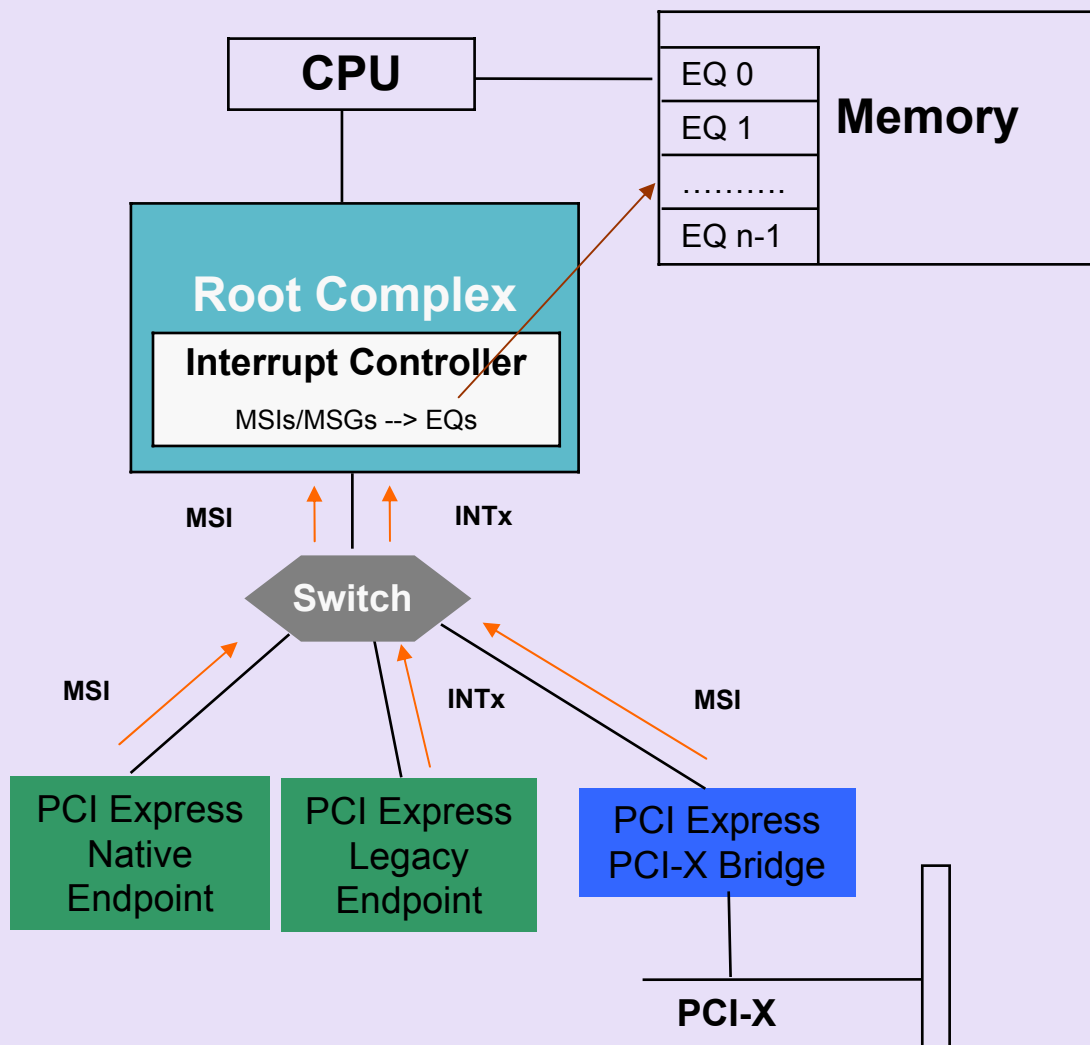 CPU
EQ 0
EQ 1
..........
EQ n-1
Memory
Root Complex
Interrupt Controller
MSIs/MSGs --> EQs
MSI
INTx
Switch
MSI
INTx
MSI
PCI Express
Native
Endpoint
PCI Express
Legacy
Endpoint
PCI Express
PCI-X Bridge
PCI-X